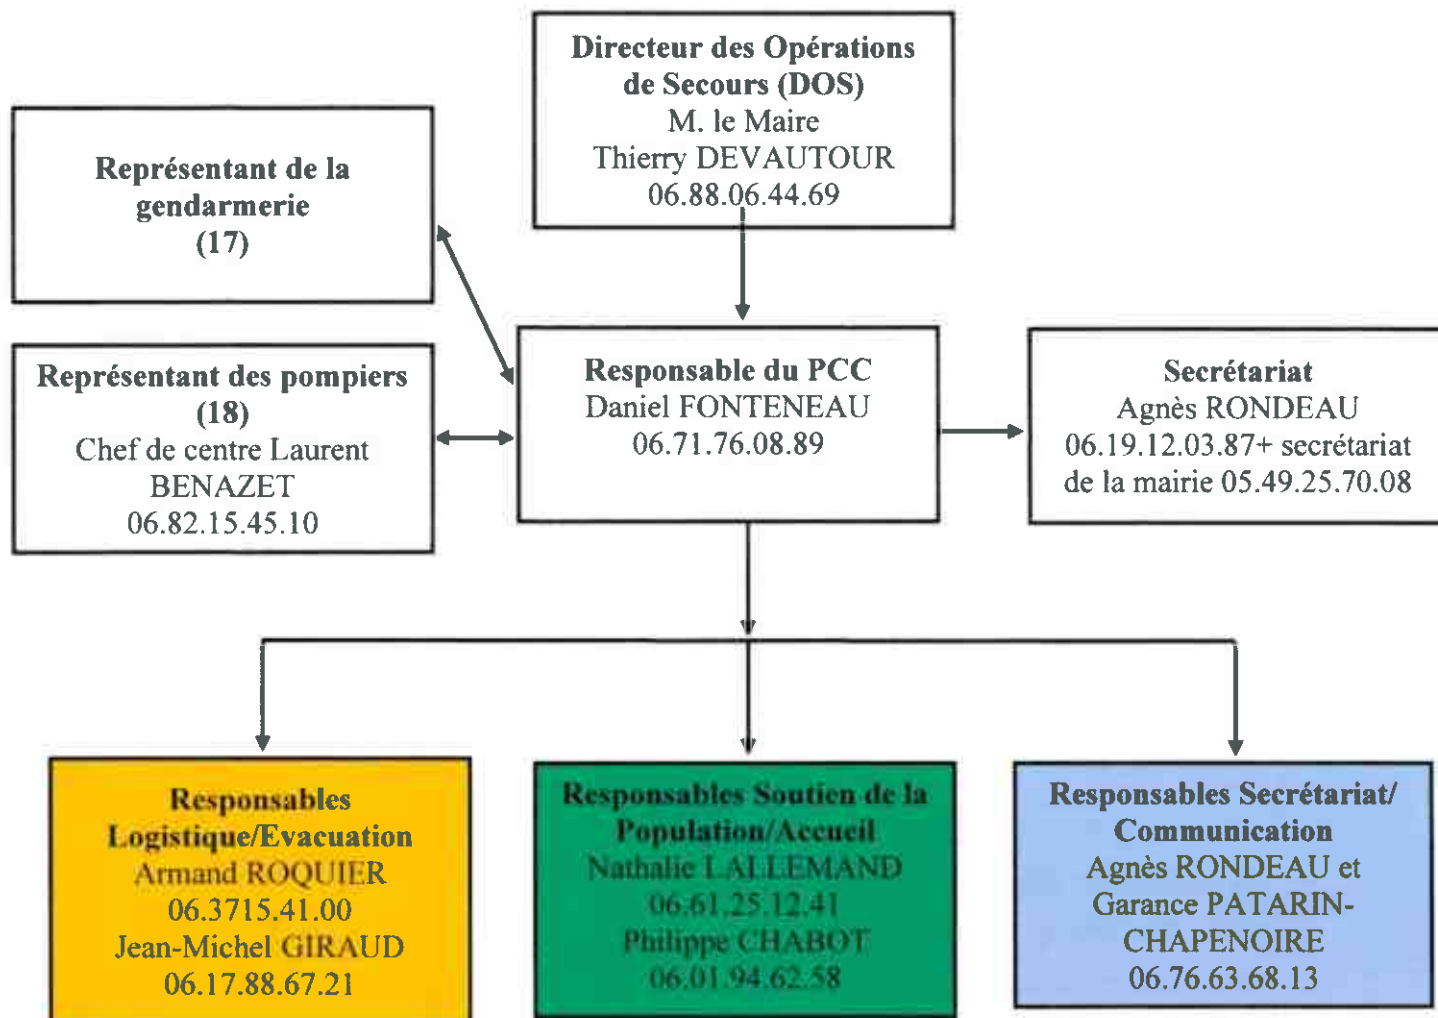 Directeur des Opérations
de Secours (DOS)
M. le Maire
Thierry DEVAUTOUR
06.88.06.44.69
Représentant de la
gendarmerie
(17)
Représentant des pompiers
(18)
Chef de centre Laurent
BENAZET
06.82.15.45.10
Responsable du PCC
Daniel FONTENEAU
06.71.76.08.89
Secrétariat
Agnès RONDEAU
06.19.12.03.87+ secrétariat
de la mairie 05.49.25.70.08
Responsables
Logistique/Evacuation
Armand ROQUIER
06.3715.41.00
Jean-Michel GIRAUD
06.17.88.67.21
Responsables Soutien de la
Population/Accueil
Nathalie LALLEMAND
06.61.25.12.41
Philippe CHABOT
06.01.94.62.58
Responsables Secrétariat/
Communication
Agnès RONDEAU et
Garance PATARIN-
CHAPENOIRE
06.76.63.68.13